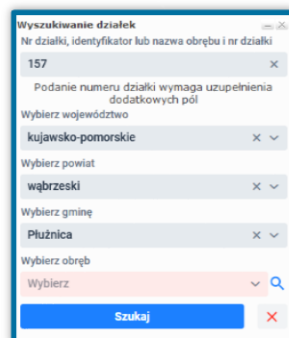 Wyszukiwanie działek
Nr działki, identyfikator lub nazwa obrębu i nr działki
157
Podanie numeru działki wymaga uzupełnienia
dodatkowych pól
Wybierz województwo
kujawsko-pomorskie
Wybierz powiat
wąbrzeski
Wybierz gminę
Płużnica
Wybierz obręb
Wybierz
Szukaj